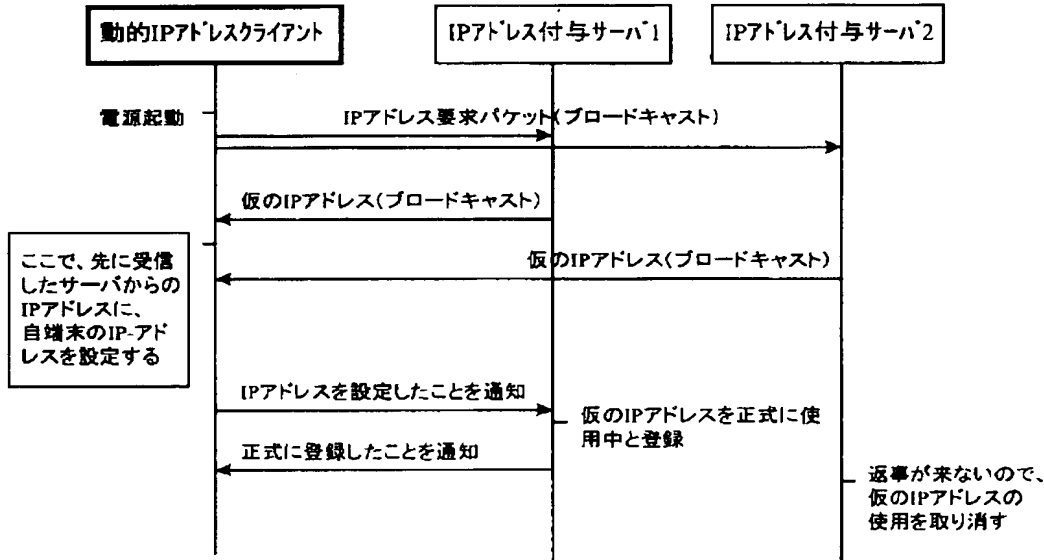 動的IPアドレスクライアント
IPアドレス付与サーバ1
IPアドレス付与サーバ2
電源起動
IPアドレス要求パケット(ブロードキャスト)
仮のIPアドレス(ブロードキャスト)
仮のIPアドレス(ブロードキャスト)
ここで、先に受信
したサーバからの
IPアドレスに、
自端末のIP-アド
レスを設定する
IPアドレスを設定したことを通知
仮のIPアドレスを正式に使
用中と登録
正式に登録したことを通知
返事が来ないので、
仮のIPアドレスの
使用を取り消す